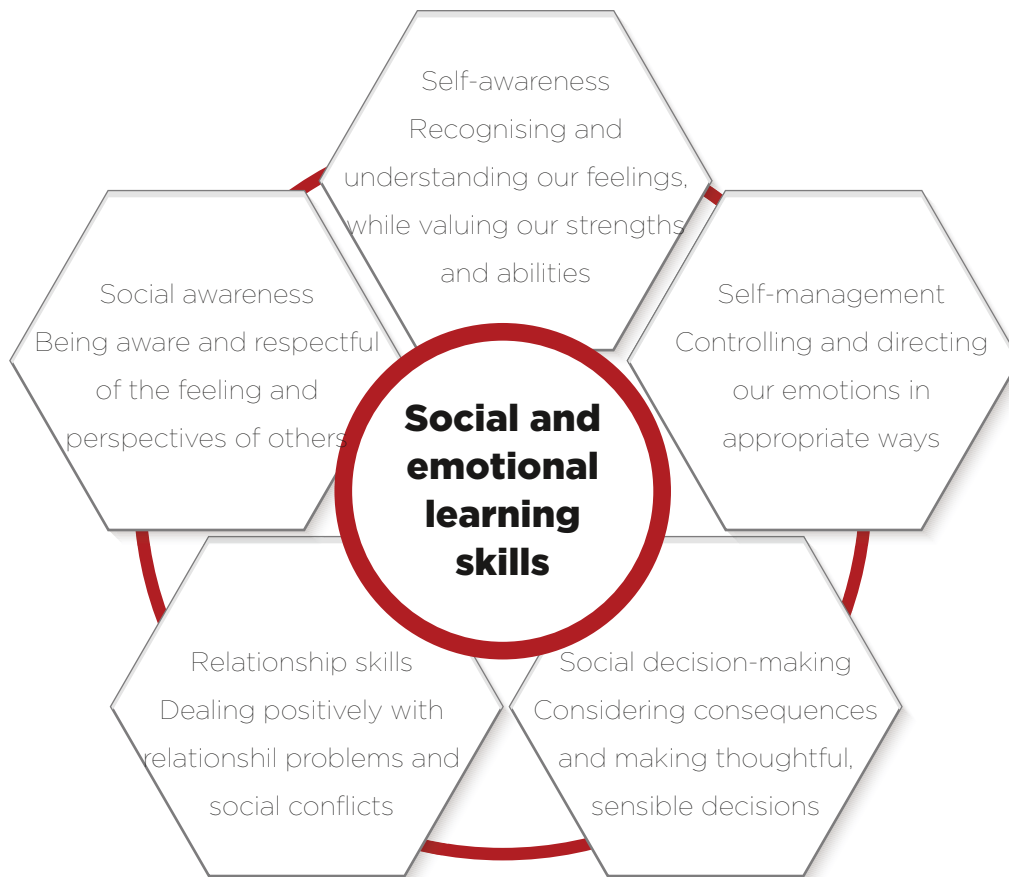 Self-awareness
Recognising and
understanding our feelings,
while valuing our strengths
and abilities
Social awareness
Being aware and respectful
of the feeling and
perspectives of others
Self-management
Controlling and directing
our emotions in
appropriate ways
Social and
emotional
learning
skills
Relationship skills
Dealing positively with
relationshil problems and
social conflicts
Social decision-making
Considering consequences
and making thoughtful,
sensible decisions